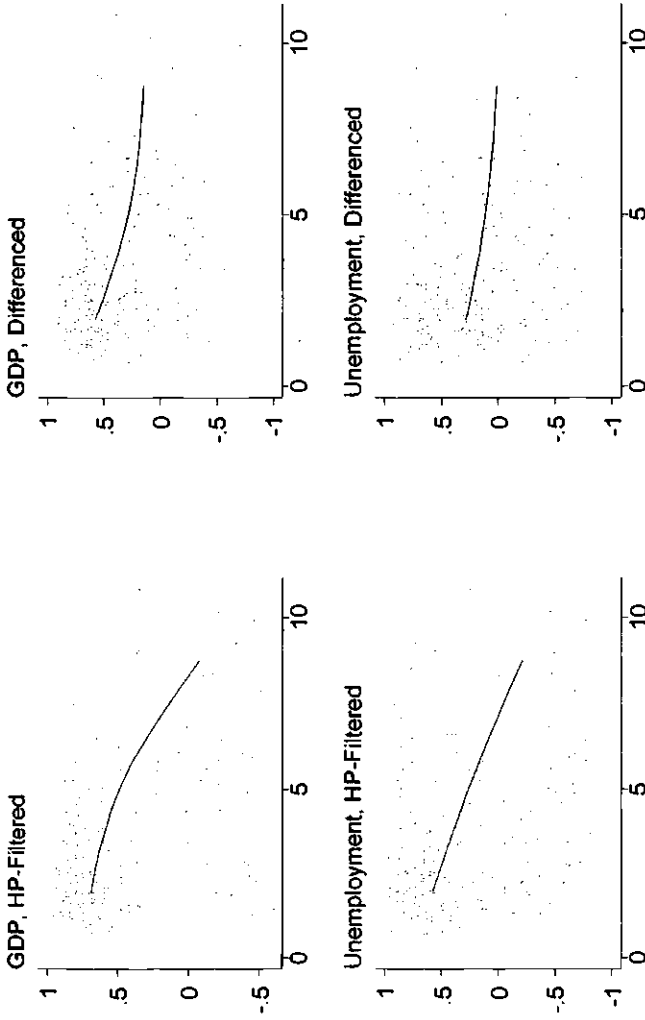 GDP, HP-Filtered
1
.5
0
-.5
0 5 10
GDP, Differenced
1
.5
0
-.5
-1
0 5 10
Unemployment, HP-Filtered
1
.5
0
-.5
-1
0 5 10
Unemployment, Differenced
1
.5
0
-.5
-1
0 5 10